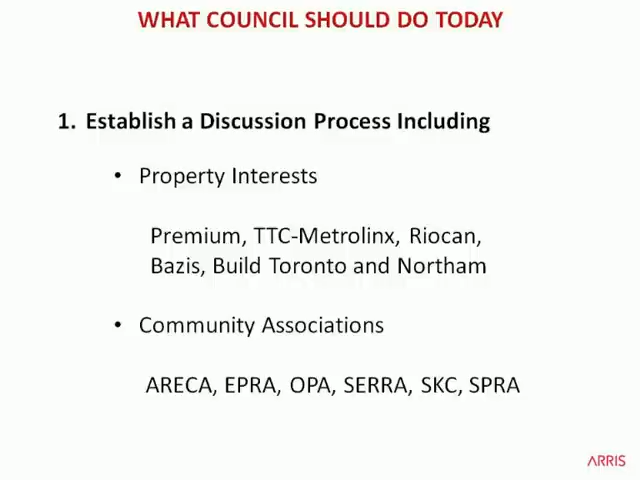 WHAT COUNCIL SHOULD DO TODAY
1. Establish a Discussion Process Including
• Property Interests
Premium, TTC-Metrolinx, Riocan,
Bazis, Build Toronto and Northam
• Community Associations
ARECA, EPRA, OPA, SERRA, SKC, SPRA
ARRIS